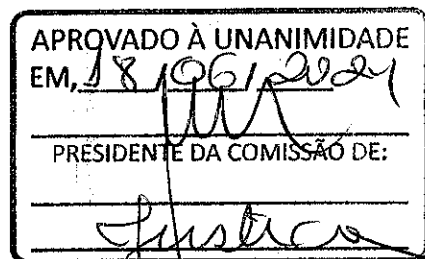 APROVADO À UNANIMIDADE
EM, 18/06/2024
PRESIDENTE DA COMISSÃO DE:
Justiça